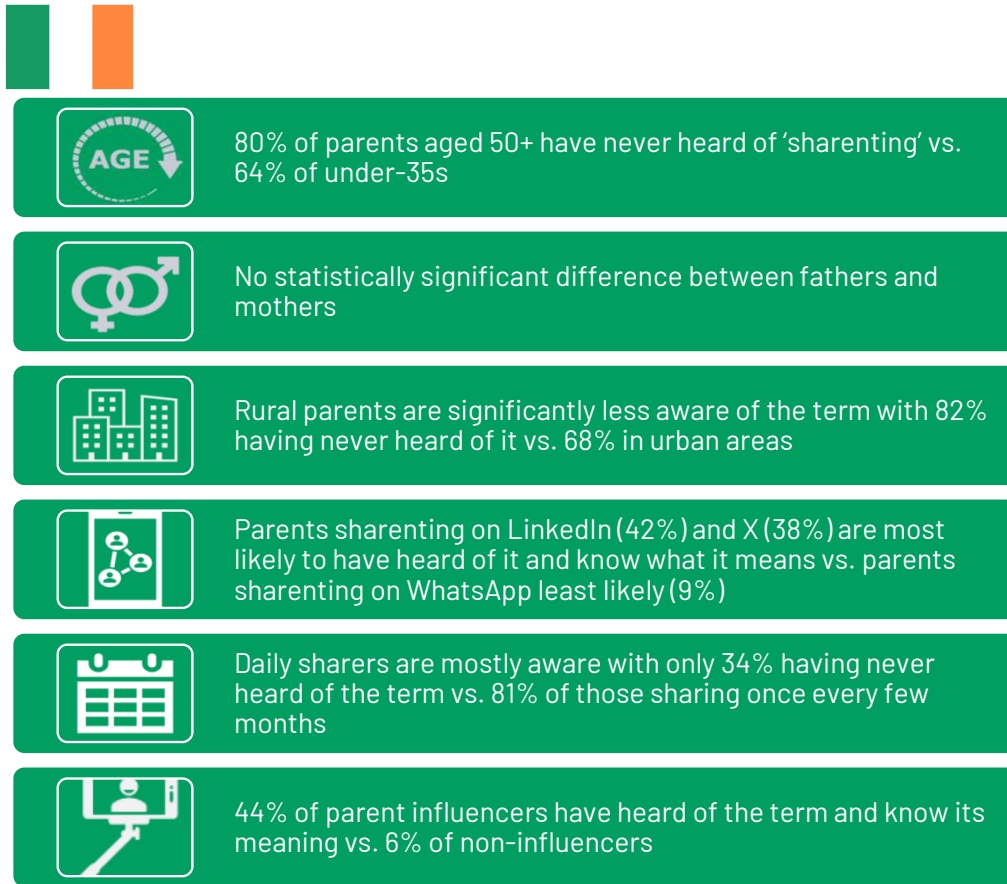 AGE
80% of parents aged 50+ have never heard of ‘sharenting’ vs.
64% of under-35s
No statistically significant difference between fathers and
mothers
Rural parents are significantly less aware of the term with 82%
having never heard of it vs. 68% in urban areas
Parents sharenting on LinkedIn (42%) and X (38%) are most
likely to have heard of it and know what it means vs. parents
sharenting on WhatsApp least likely (9%)
Daily sharers are mostly aware with only 34% having never
heard of the term vs. 81% of those sharing once every few
months
44% of parent influencers have heard of the term and know its
meaning vs. 6% of non-influencers